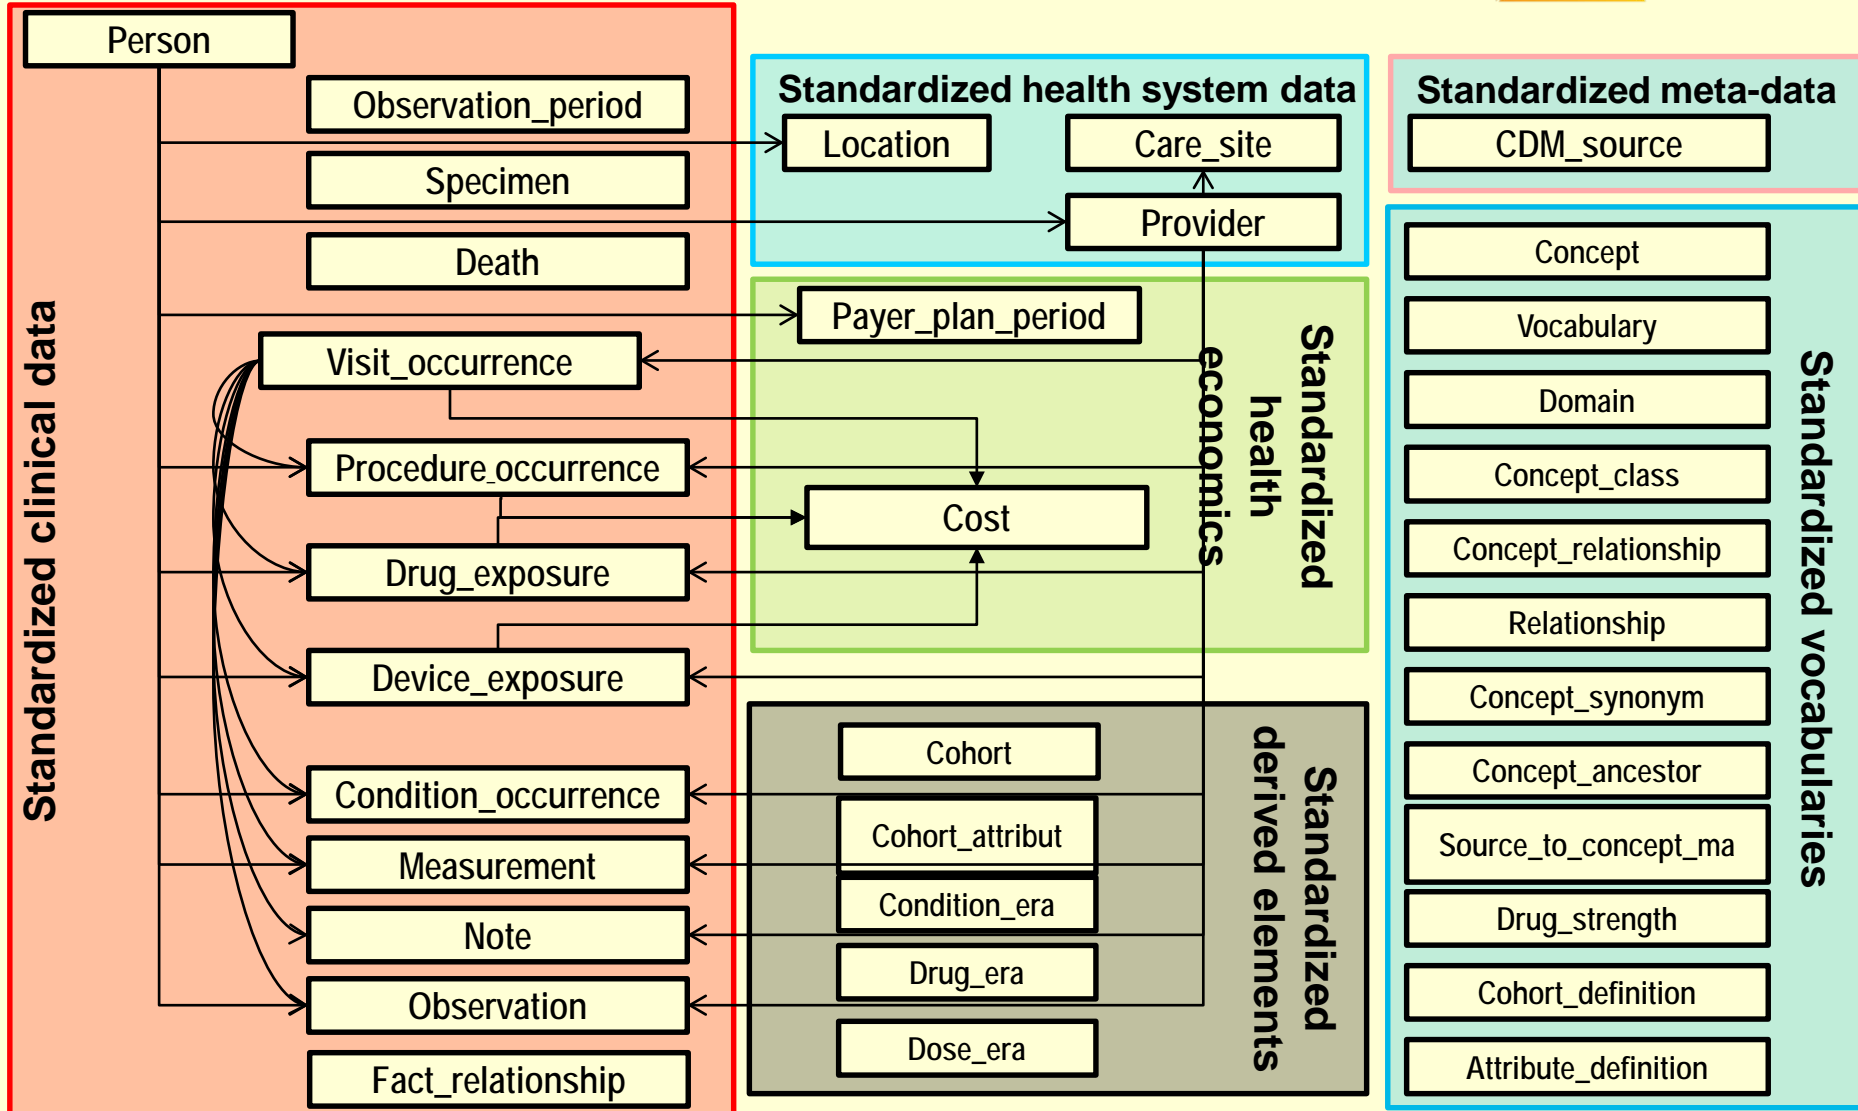 Person
Observation_period
Specimen
Death
Visit_occurrence
Procedure_occurrence
Drug_exposure
Device_exposure
Condition_occurrence
Measurement
Note
Observation
Fact_relationship
Standardized clinical data
Standardized health system data
Location
Care_site
Provider
Payer_plan_period
Cost
Standardized
health
economics
Cohort
Cohort_attribut
Condition_era
Drug_era
Dose_era
Standardized
derived elements
Standardized meta-data
CDM_source
Concept
Vocabulary
Domain
Concept_class
Concept_relationship
Relationship
Concept_synonym
Concept_ancestor
Source_to_concept_ma
Drug_strength
Cohort_definition
Attribute_definition
Standardized vocabularies